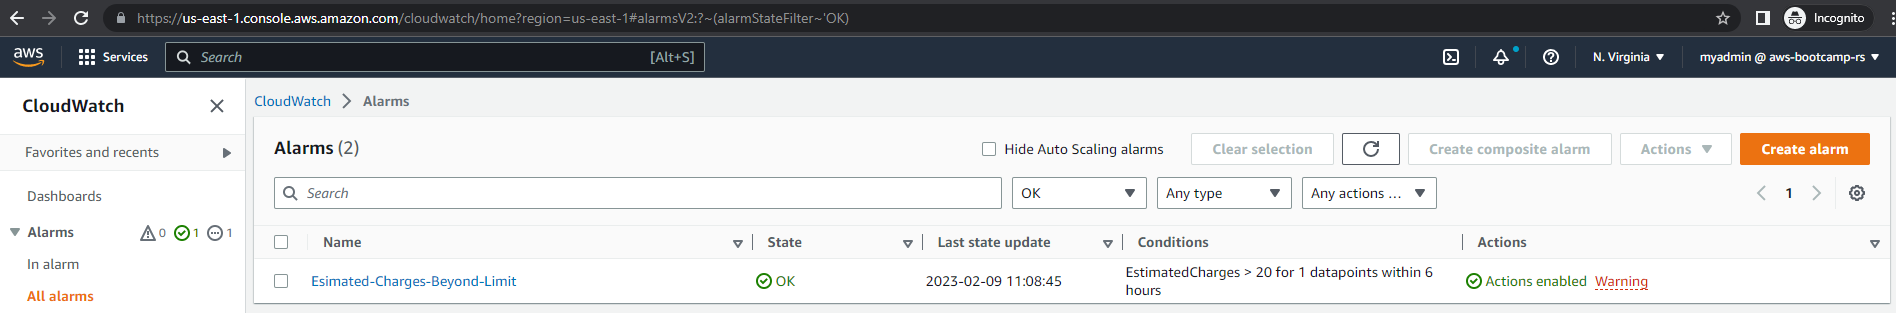 https://us-east-1.console.aws.amazon.com/cloudwatch/home?region=us-east-1#alarmsV2:?~(alarmStateFilter~'OK)
Incognito
aws
Services
Search
[Alt+S]
N. Virginia
myadmin @ aws-bootcamp-rs
CloudWatch
Favorites and recents
Dashboards
Alarms
0
1
1
In alarm
All alarms
CloudWatch
Alarms
Alarms (2)
Hide Auto Scaling alarms
Clear selection
Create composite alarm
Actions
Create alarm
Search
OK
Any type
Any actions ...
1
Name
State
Last state update
Conditions
Actions
Esimated-Charges-Beyond-Limit
OK
2023-02-09 11:08:45
EstimatedCharges > 20 for 1 datapoints within 6
hours
Actions enabled
Warning